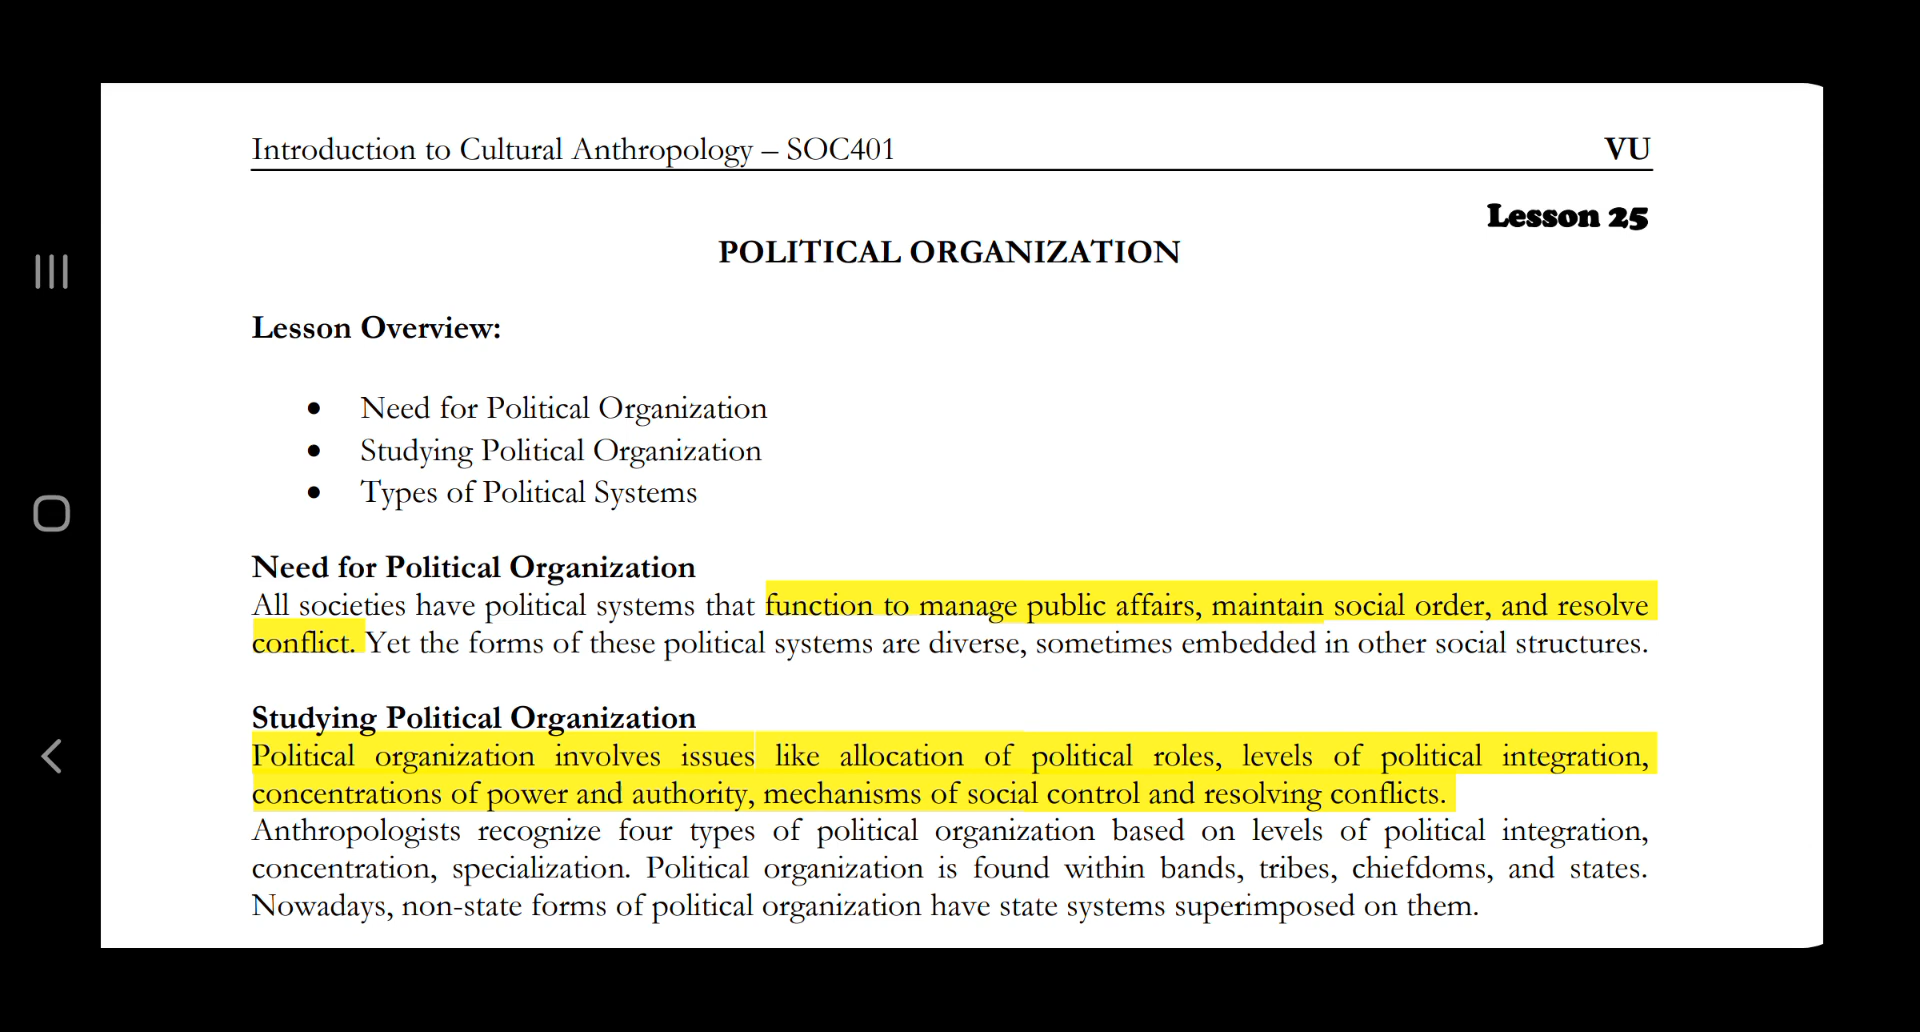 Introduction to Cultural Anthropology – SOC401 VU
Lesson 25
POLITICAL ORGANIZATION
Lesson Overview:
• Need for Political Organization
• Studying Political Organization
• Types of Political Systems
Need for Political Organization
All societies have political systems that function to manage public affairs, maintain social order, and resolve
conflict. Yet the forms of these political systems are diverse, sometimes embedded in other social structures.
Studying Political Organization
Political organization involves issues like allocation of political roles, levels of political integration,
concentrations of power and authority, mechanisms of social control and resolving conflicts.
Anthropologists recognize four types of political organization based on levels of political integration,
concentration, specialization. Political organization is found within bands, tribes, chiefdoms, and states.
Nowadays, non-state forms of political organization have state systems superimposed on them.